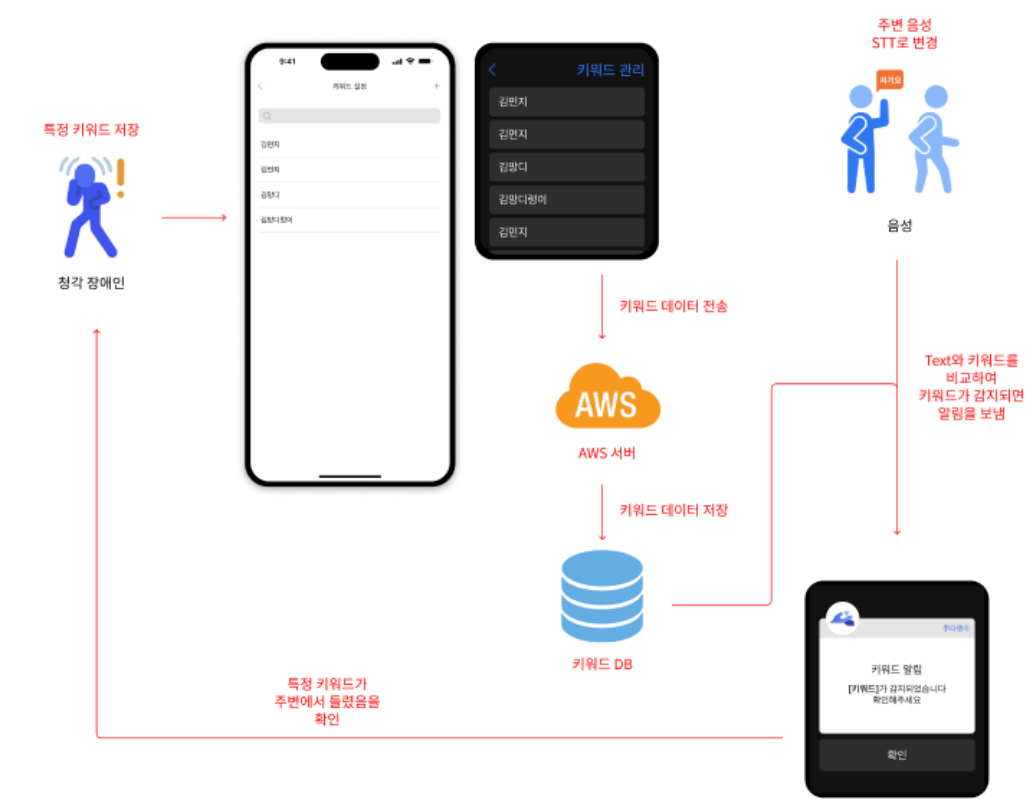 주변 음성
STT로 변경
저기요
음성
특정 키워드 저장
청각 장애인
9:41
키워드 설정
+
김먼지
김먼지
김망디
김망디렁이
키워드 관리
김민지
김먼지
김망디
김망디렁이
김민지
키워드 데이터 전송
AWS
AWS 서버
키워드 데이터 저장
키워드 DB
Text와 키워드를
비교하여
키워드가 감지되면
알림을 보냄
키워드 알림
[키워드]가 감지되었습니다
확인해주세요
확인
특정 키워드가
주변에서 들렸음을
확인